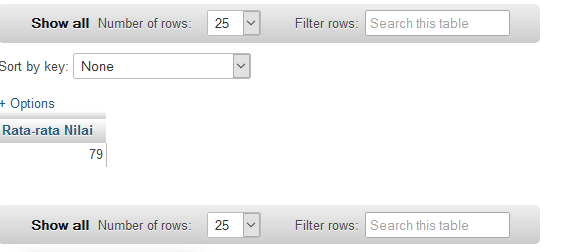 Show all Number of rows: 25 Filter rows: Search this table
Sort by key: None
+ Options
Rata-rata Nilai
79
Show all Number of rows: 25 Filter rows: Search this table